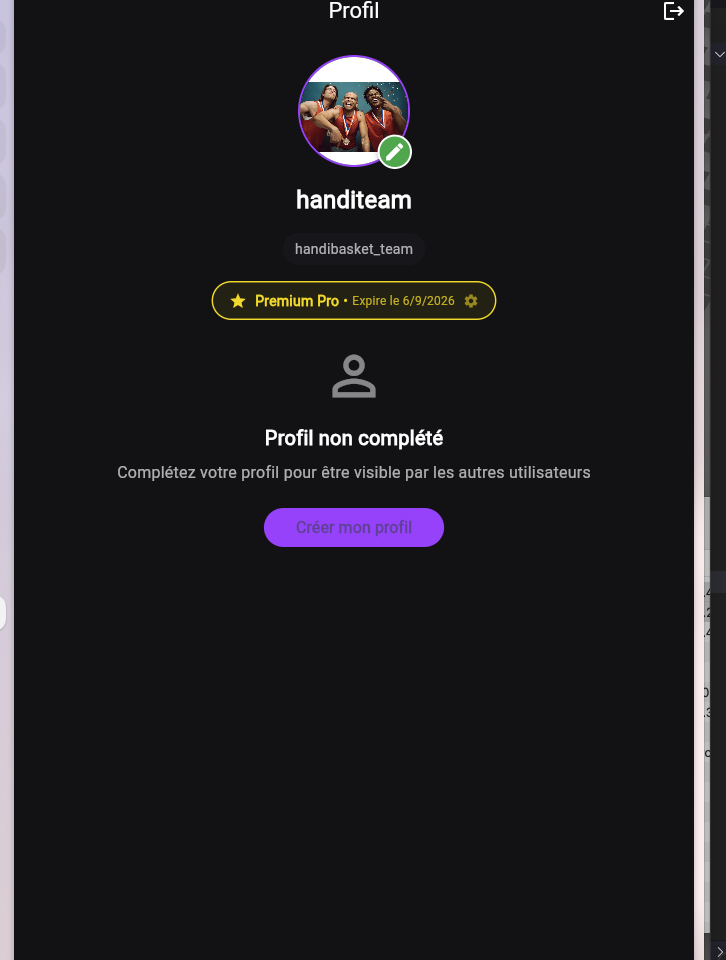 Profil
handiteam
handibasket_team
Premium Pro • Expire le 6/9/2026
Profil non complété
Complétez votre profil pour être visible par les autres utilisateurs
Créer mon profil